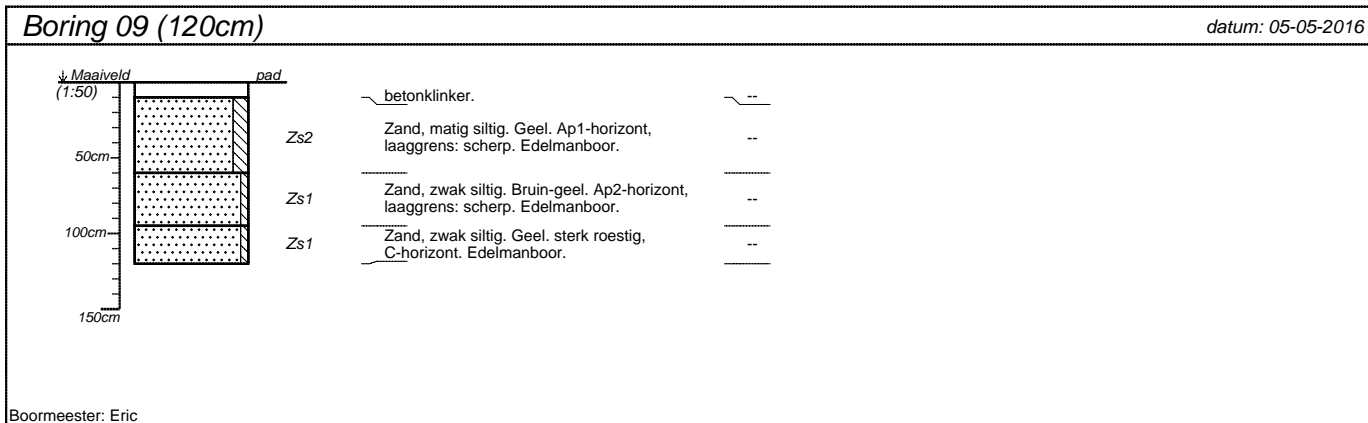 Boring 09 (120cm)
datum: 05-05-2016
Maaiveld
pad
(1:50)
betonklinker.
--
Zs2
Zand, matig siltig. Geel. Ap1-horizont,
laaggrens: scherp. Edelmanboor.
--
50cm
Zs1
Zand, zwak siltig. Bruin-geel. Ap2-horizont,
laaggrens: scherp. Edelmanboor.
--
100cm
Zs1
Zand, zwak siltig. Geel. sterk roestig,
C-horizont. Edelmanboor.
--
150cm
Boormeester: Eric